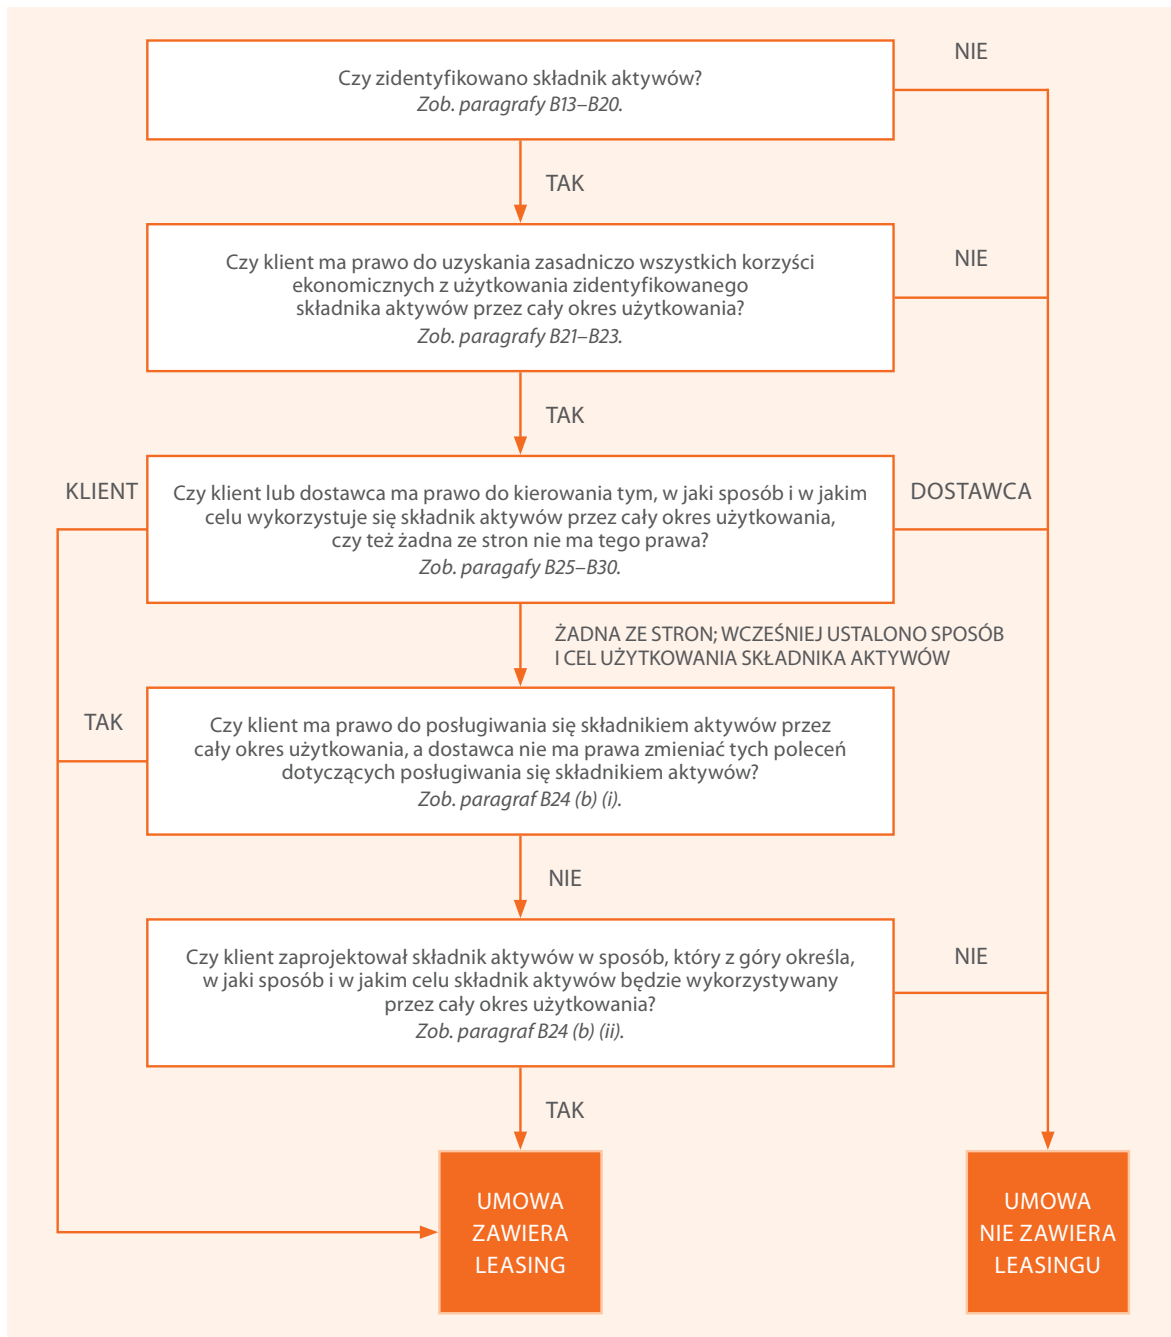 NIE
Czy zidentyfikowano składnik aktywów?
Zob. paragrafy B13–B20.
TAK
Czy klient ma prawo do uzyskania zasadniczo wszystkich korzyści
ekonomicznych z użytkowania zidentyfikowanego
składnika aktywów przez cały okres użytkowania?
Zob. paragrafy B21–B23.
NIE
TAK
KLIENT
Czy klient lub dostawca ma prawo do kierowania tym, w jaki sposób i w jakim
celu wykorzystuje się składnik aktywów przez cały okres użytkowania,
czy też żadna ze stron nie ma tego prawa?
Zob. paragafy B25–B30.
DOSTAWCA
ŻADNA ZE STRON; WCZEŚNIEJ USTALONO SPOSÓB
I CEL UŻYTKOWANIA SKŁADNIKA AKTYWÓW
TAK
Czy klient ma prawo do posługiwania się składnikiem aktywów przez
cały okres użytkowania, a dostawca nie ma prawa zmieniać tych poleceń
dotyczących posługiwania się składnikiem aktywów?
Zob. paragraf B24 (b) (i).
NIE
Czy klient zaprojektował składnik aktywów w sposób, który z góry określa,
w jaki sposób i w jakim celu składnik aktywów będzie wykorzystywany
przez cały okres użytkowania?
Zob. paragraf B24 (b) (ii).
NIE
TAK
UMOWA
ZAWIERA
LEASING
UMOWA
NIE ZAWIERA
LEASINGU